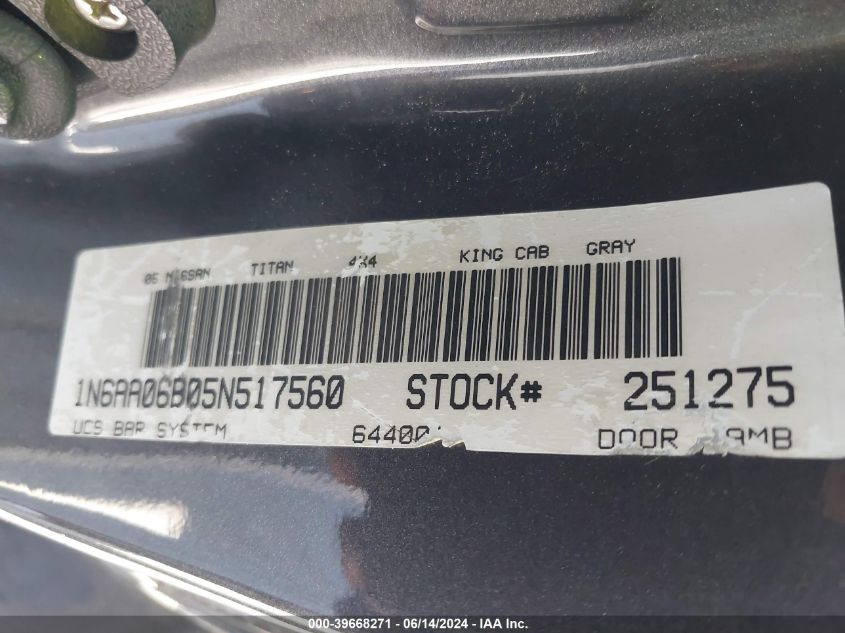 05 NISSAN TITAN 4X4 KING CAB GRAY
1N6AA06B05N517560 STOCK# 251275
UCS BAR SYSTEM DOOR
000-39668271 - 06/14/2024 - IAA Inc.